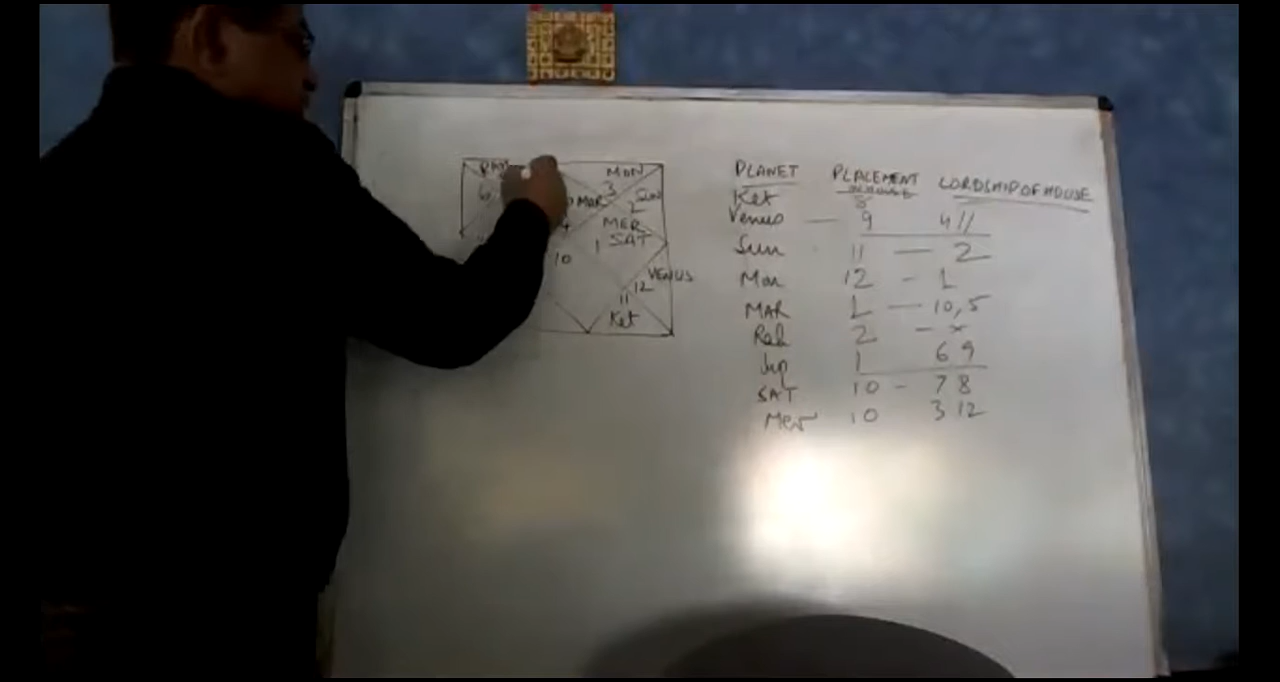 MON
6
3
MAR
2
SUN
MER
1 SAT
10
VENUS
12
11
Ket
PLANET PLACEMENT LORDSHIP OF HOUSE
Ket 8
Venus — 9 4 11
Sun 11 — 2
Mon 12 - 1
MAR 1 — 10,5
Rah 2 - x
Jup 1 6 9
SAT 10 - 7 8
Mer 10 3 12